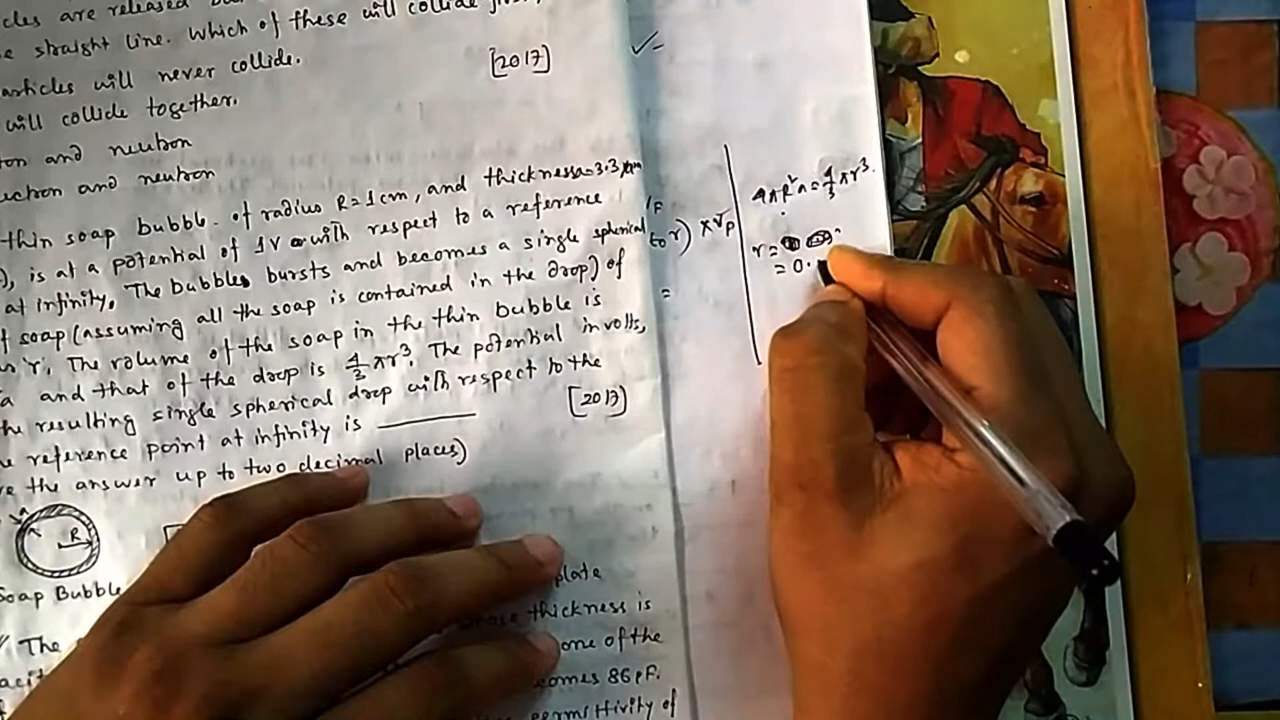 are released
straight line. Which of these will collide
articles will never collide.
[2017]
will collide together.
and neutron
and neutron
thin soap bubble. of radius R=1cm, and thickness a=3.3
, is at a potential of 1V with respect to a reference
at infinity. The bubbles bursts and becomes a single spherical
soap (assuming all the soap is contained in the drop) of
'r'. The volume of the soap in the thin bubble is
a and that of the drop is 4/3 πr³. The potential in volts,
the resulting single spherical drop with respect to the
reference point at infinity is ______
[2017]
the answer up to two decimal places)
R
Soap Bubble
plate
The
thickness is
one of the
comes 86 pF.
permittivity of
r) × Vp
=
4πR²a = 4/3 πr³.
r =
= 0.